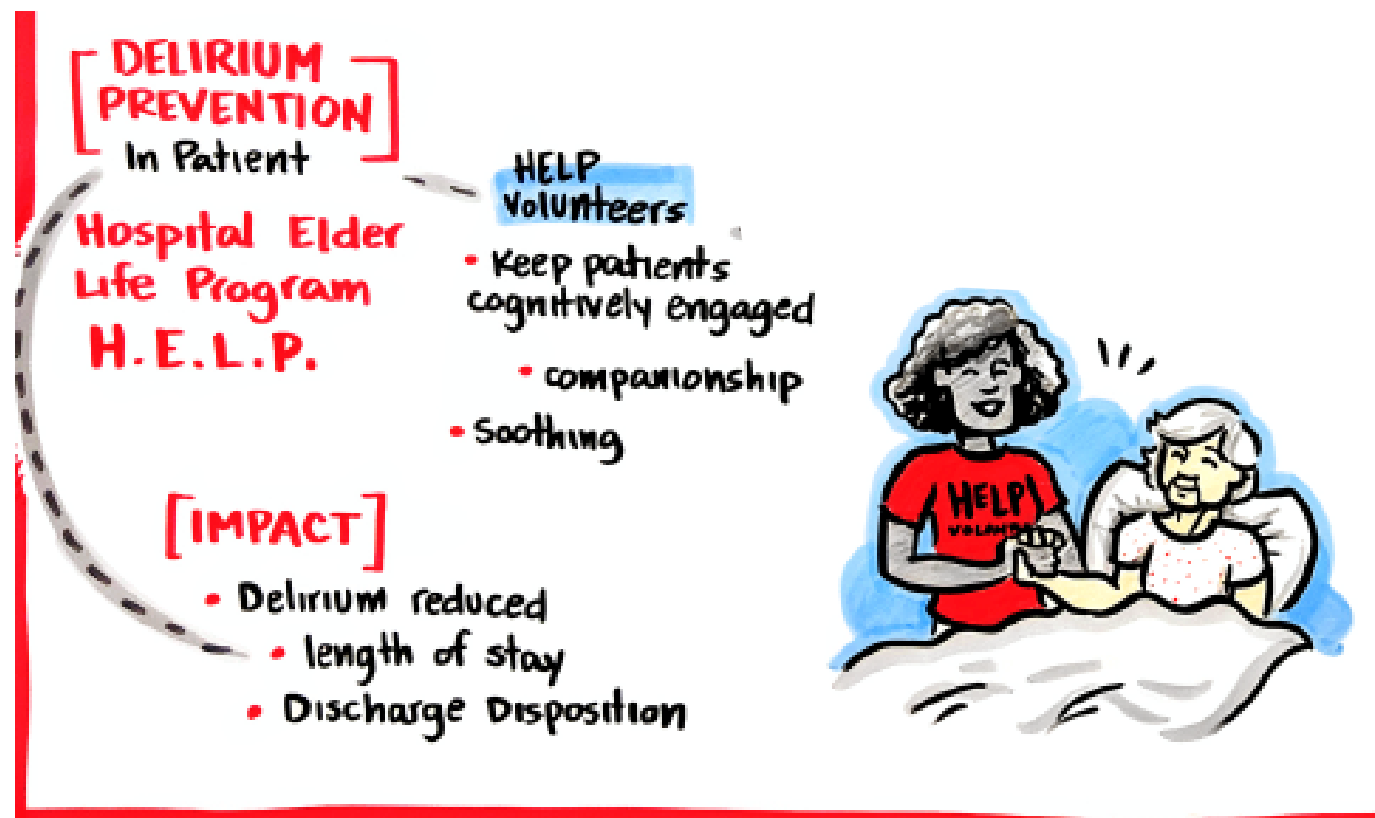 DELIRIUM
PREVENTION
In Patient
Hospital Elder
Life Program
H.E.L.P.
HELP
Volunteers
• Keep patients
cognitively engaged
• companionship
• Soothing
HELP
[IMPACT]
• Delirium reduced
• length of stay
• Discharge Disposition